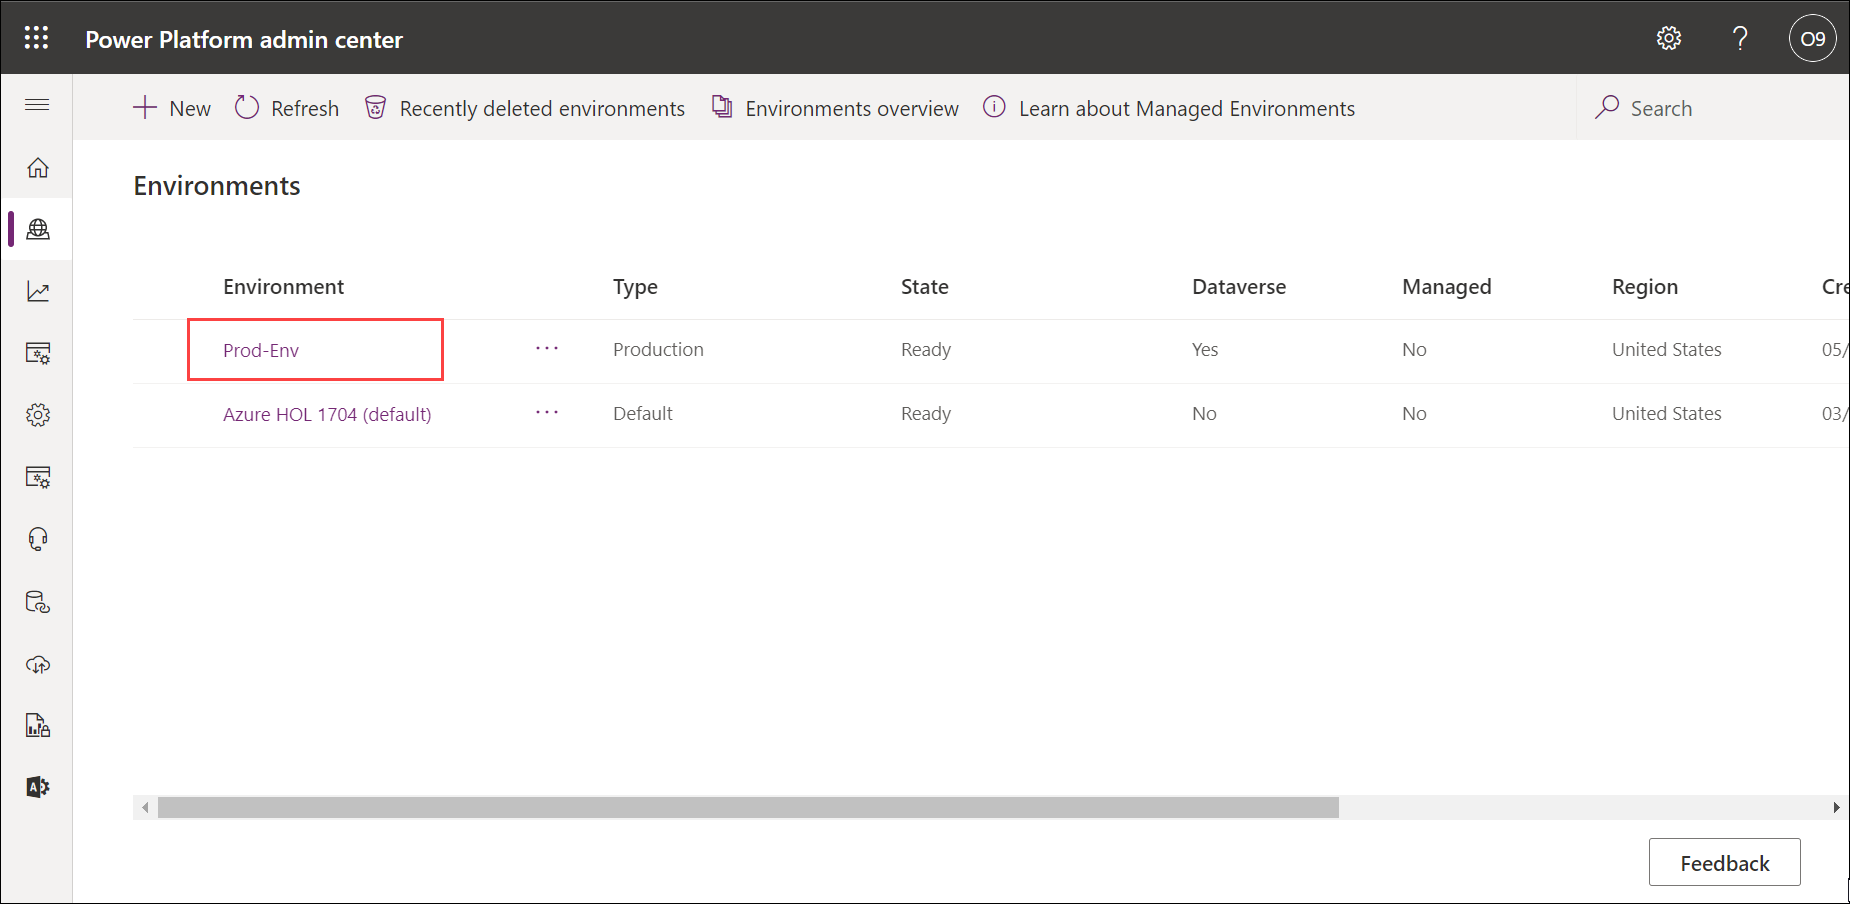 Power Platform admin center
? O9
New Refresh Recently deleted environments Environments overview Learn about Managed Environments Search
Environments
Environment Type State Dataverse Managed Region Cre
Prod-Env ... Production Ready Yes No United States 05/
Azure HOL 1704 (default) ... Default Ready No No United States 03/
Feedback